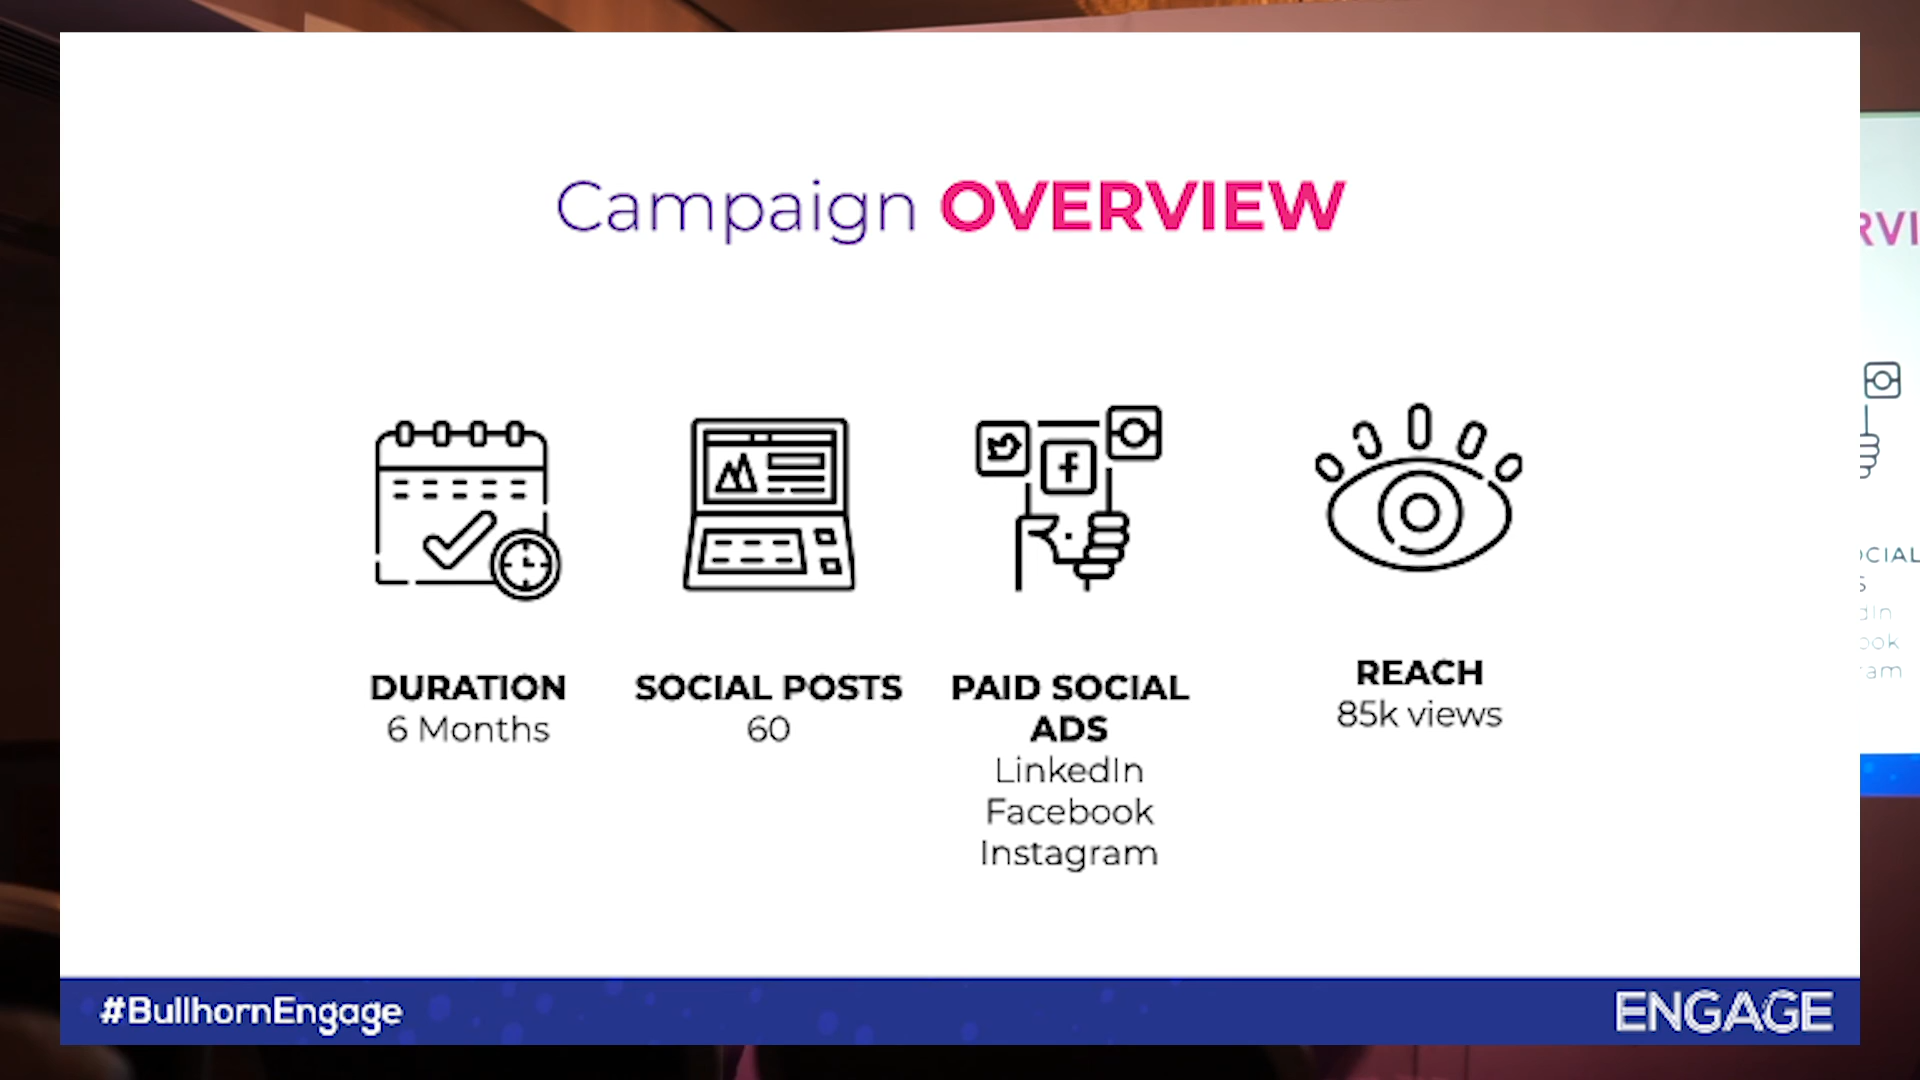 Campaign OVERVIEW
DURATION
6 Months
SOCIAL POSTS
60
PAID SOCIAL
ADS
LinkedIn
Facebook
Instagram
REACH
85k views
#BullhornEngage
ENGAGE